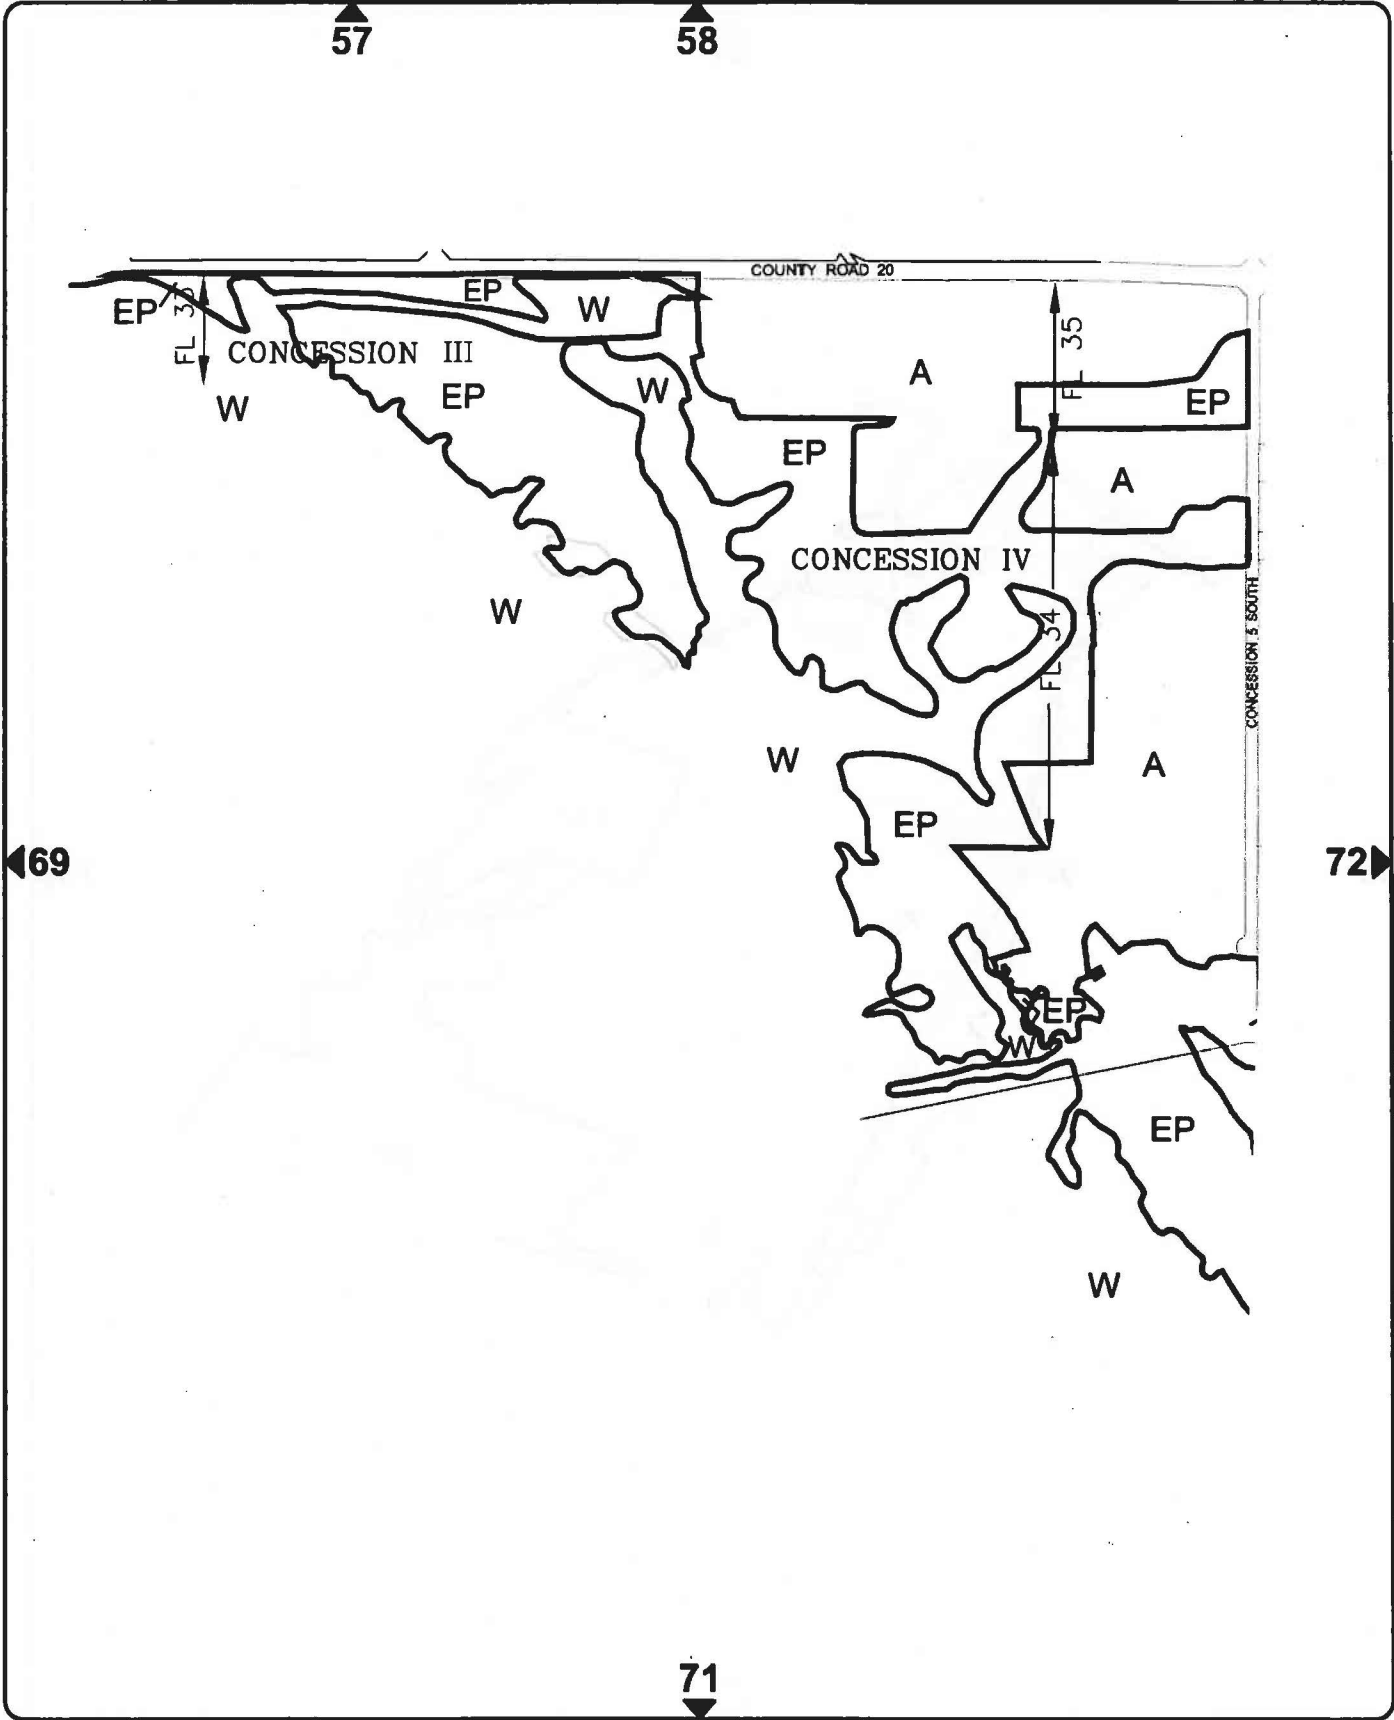 57
58
COUNTY ROAD 20
EP
FL 35
EP
W
CONCESSION III
W
EP
W
A
FL 35
EP
EP
A
CONCESSION IV
W
FL 34
CONCESSION 5 SOUTH
W
A
EP
69
72
EP
W
EP
W
71